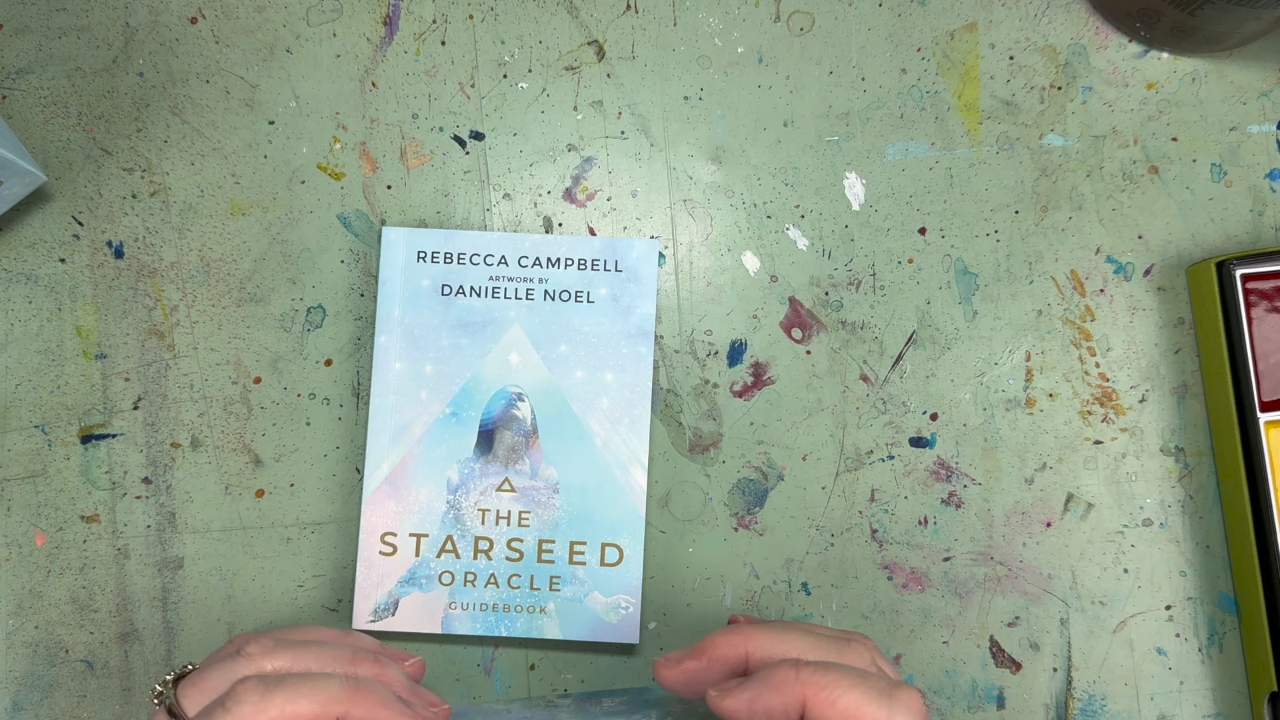 REBECCA CAMPBELL
ARTWORK BY
DANIELLE NOEL
THE
STARSEED
ORACLE
GUIDEBOOK